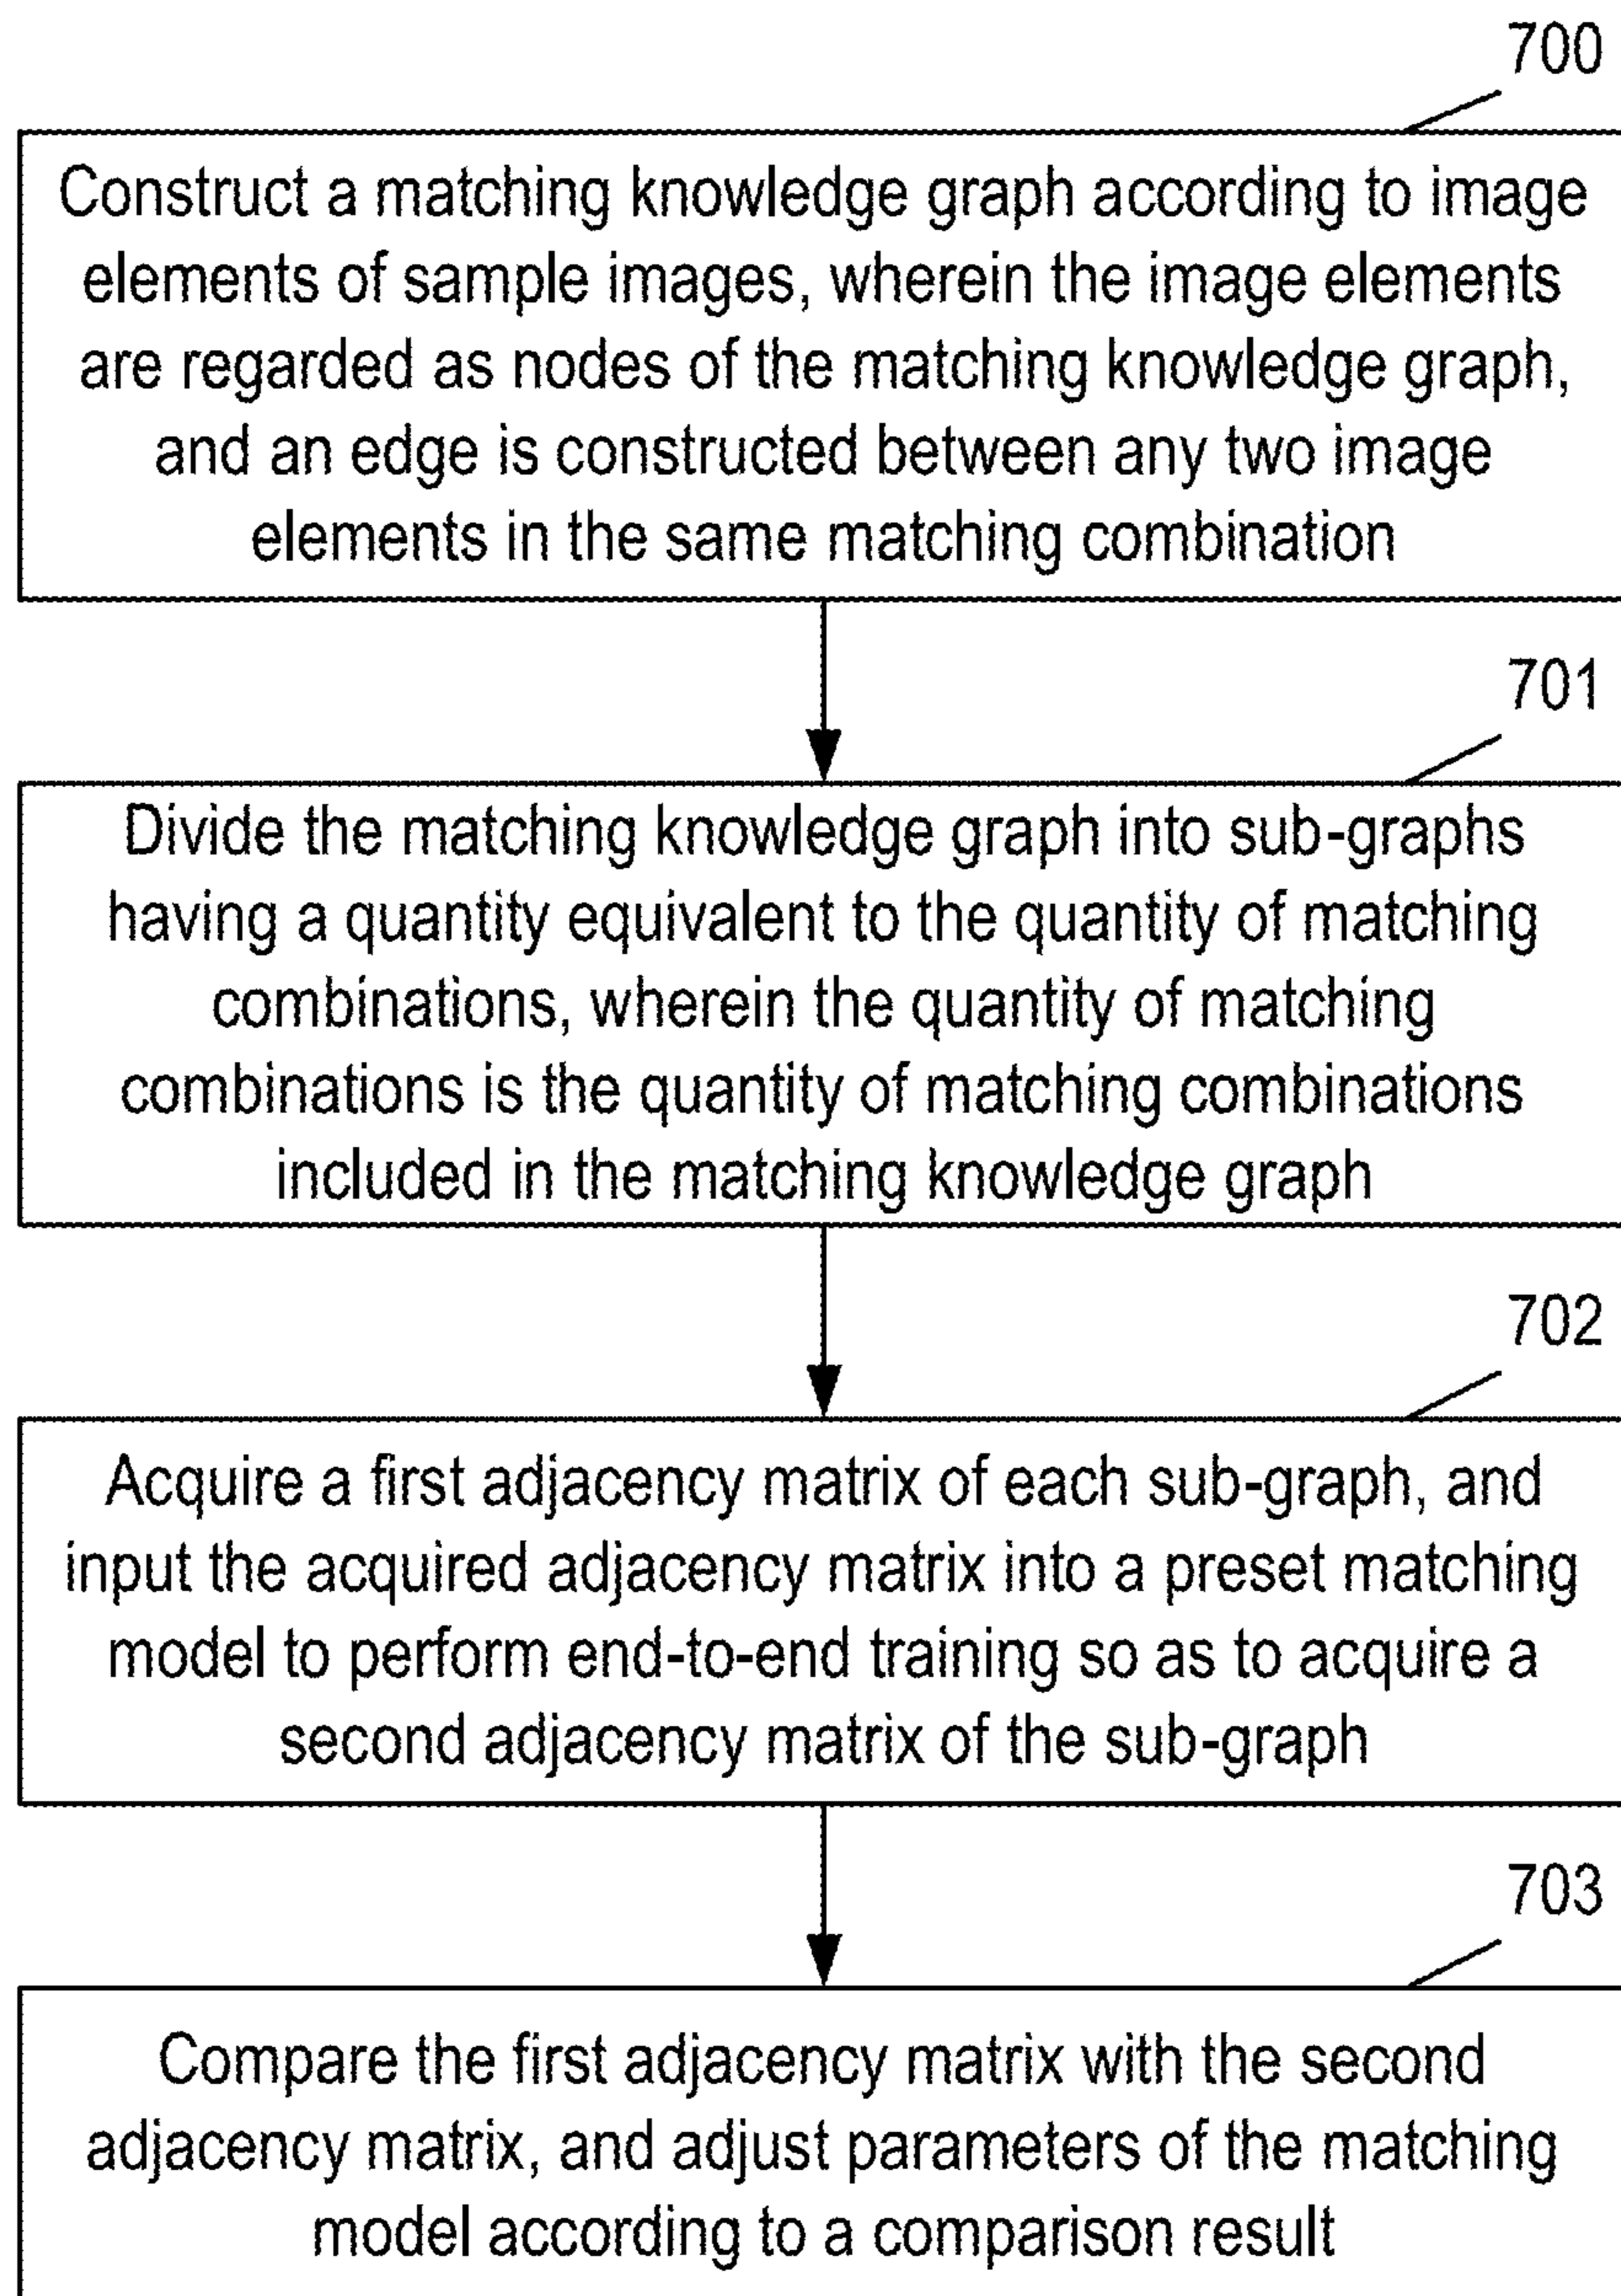 700
Construct a matching knowledge graph according to image
elements of sample images, wherein the image elements
are regarded as nodes of the matching knowledge graph,
and an edge is constructed between any two image
elements in the same matching combination
701
Divide the matching knowledge graph into sub-graphs
having a quantity equivalent to the quantity of matching
combinations, wherein the quantity of matching
combinations is the quantity of matching combinations
included in the matching knowledge graph
702
Acquire a first adjacency matrix of each sub-graph, and
input the acquired adjacency matrix into a preset matching
model to perform end-to-end training so as to acquire a
second adjacency matrix of the sub-graph
703
Compare the first adjacency matrix with the second
adjacency matrix, and adjust parameters of the matching
model according to a comparison result